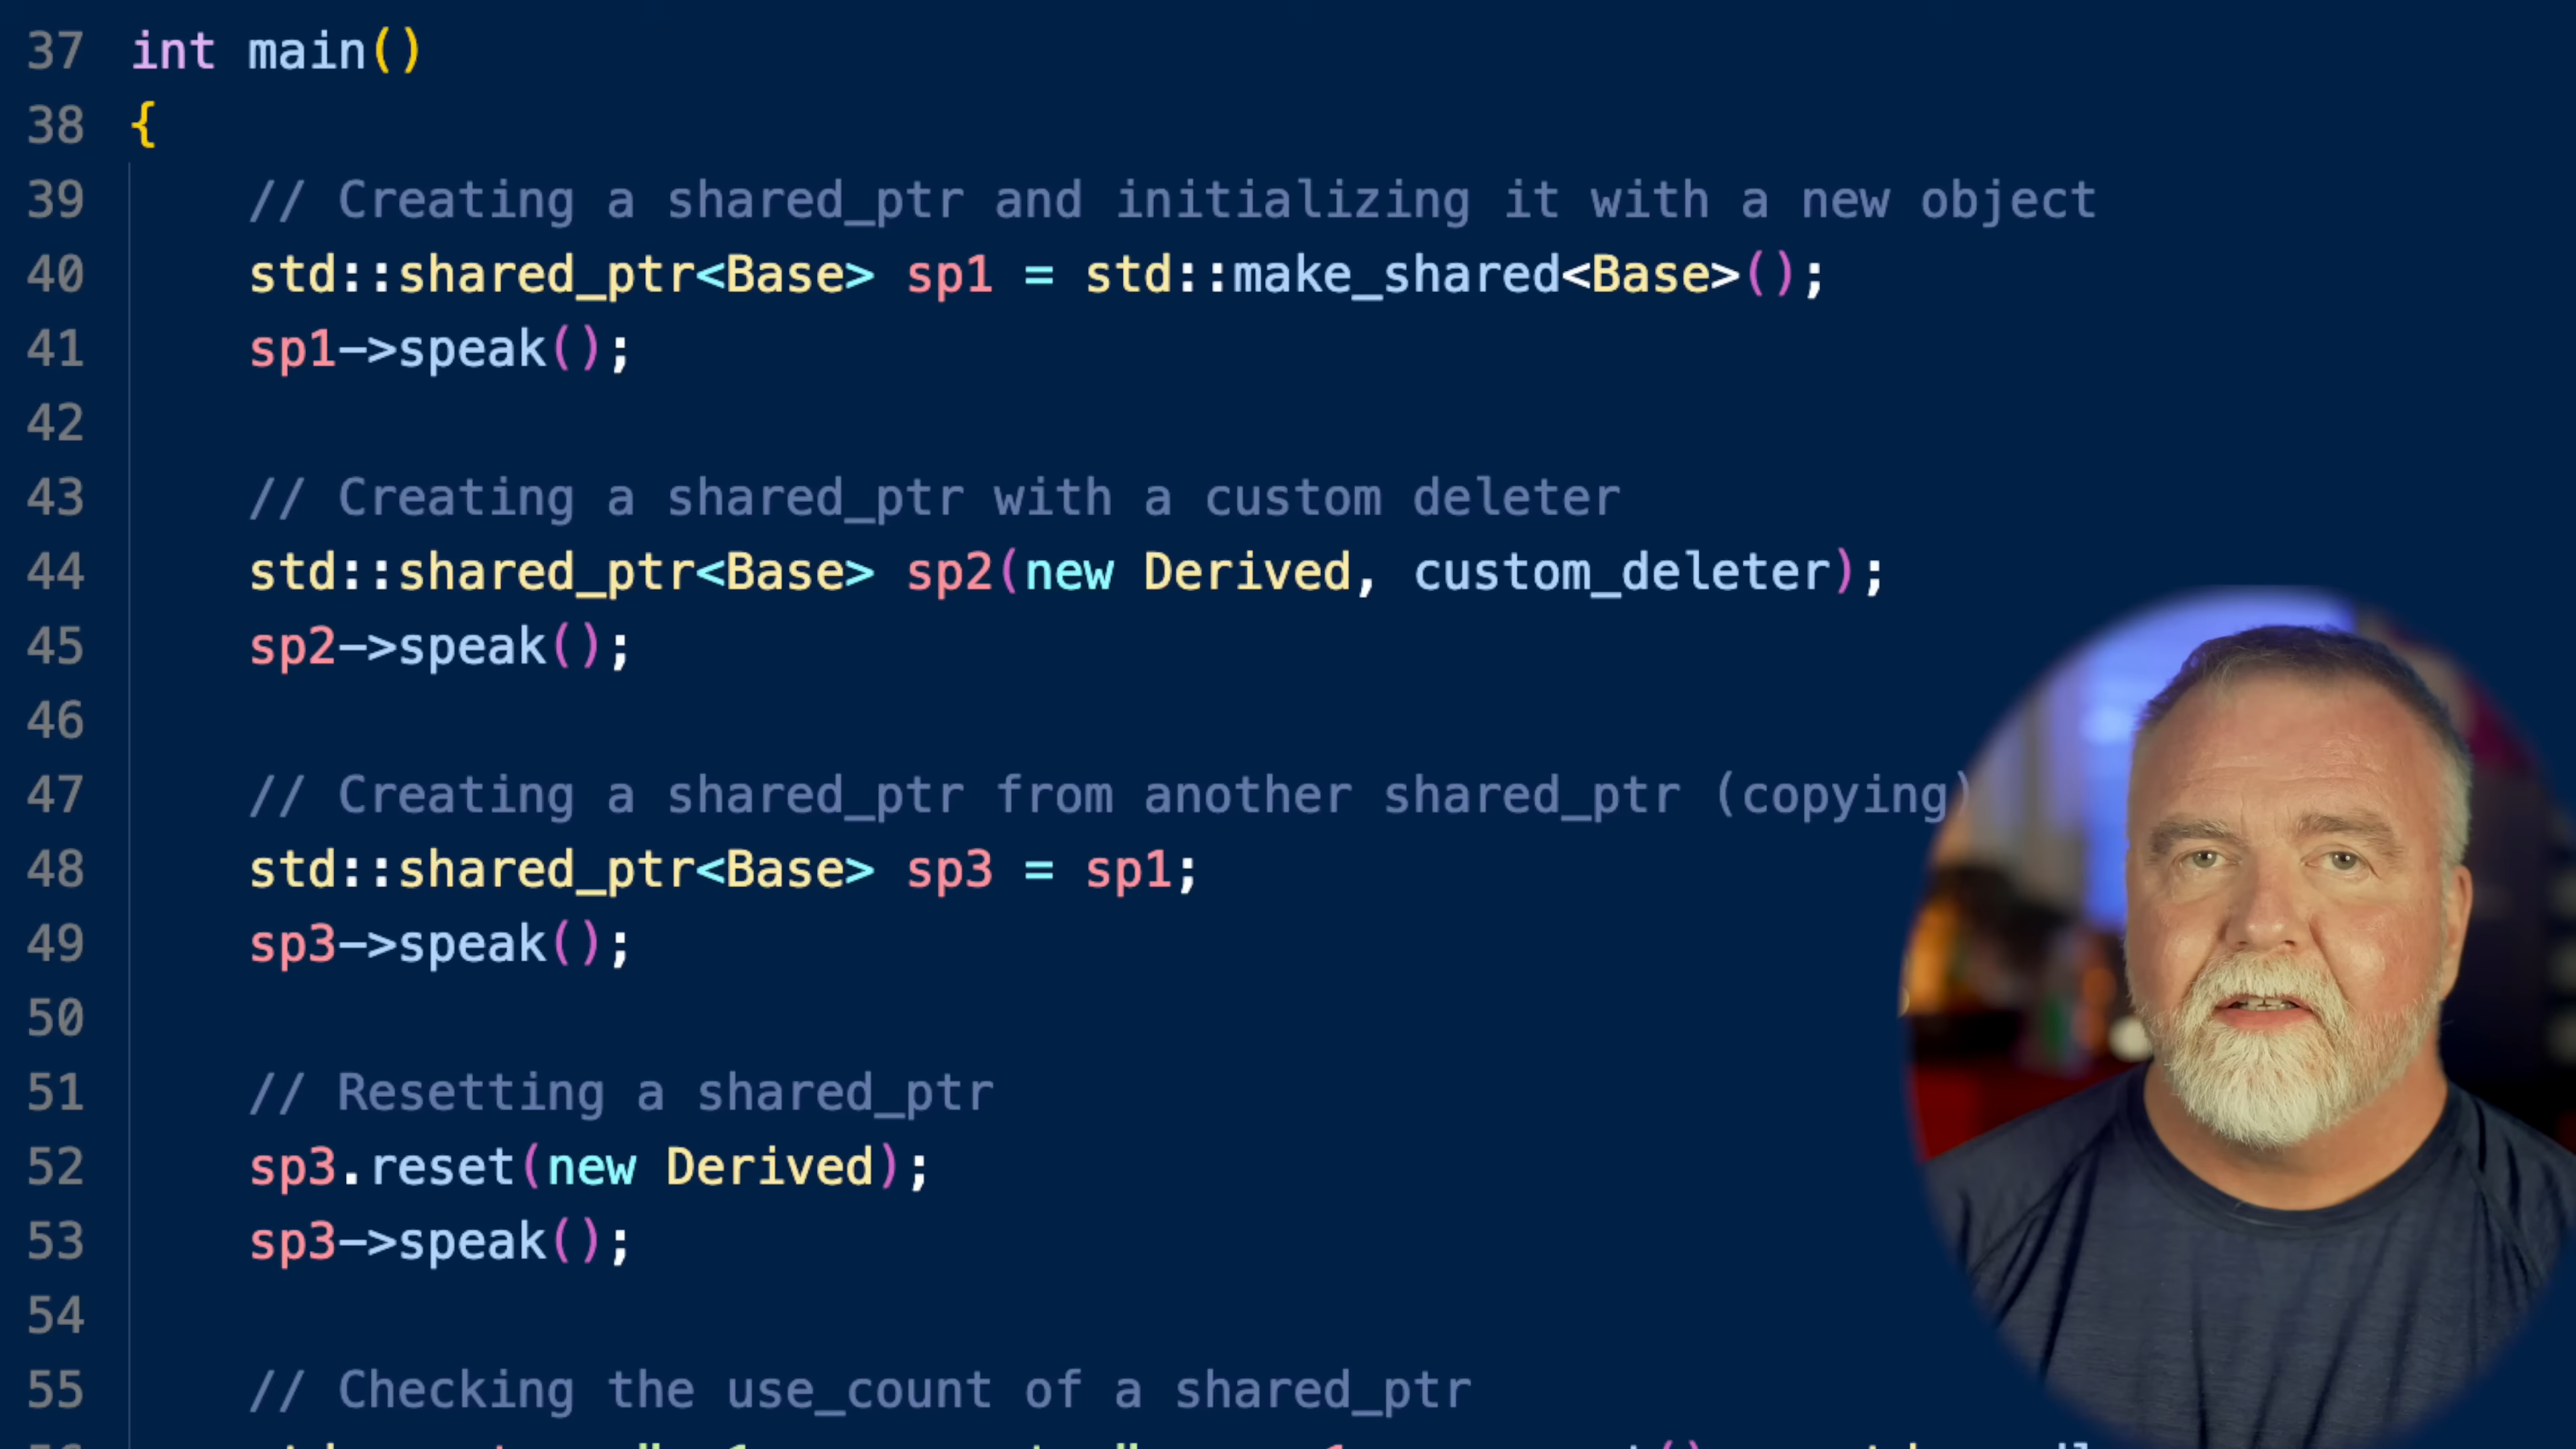 37 int main()
38 {
39 // Creating a shared_ptr and initializing it with a new object
40 std::shared_ptr<Base> sp1 = std::make_shared<Base>();
41 sp1->speak();
42
43 // Creating a shared_ptr with a custom deleter
44 std::shared_ptr<Base> sp2(new Derived, custom_deleter);
45 sp2->speak();
46
47 // Creating a shared_ptr from another shared_ptr (copying)
48 std::shared_ptr<Base> sp3 = sp1;
49 sp3->speak();
50
51 // Resetting a shared_ptr
52 sp3.reset(new Derived);
53 sp3->speak();
54
55 // Checking the use_count of a shared_ptr